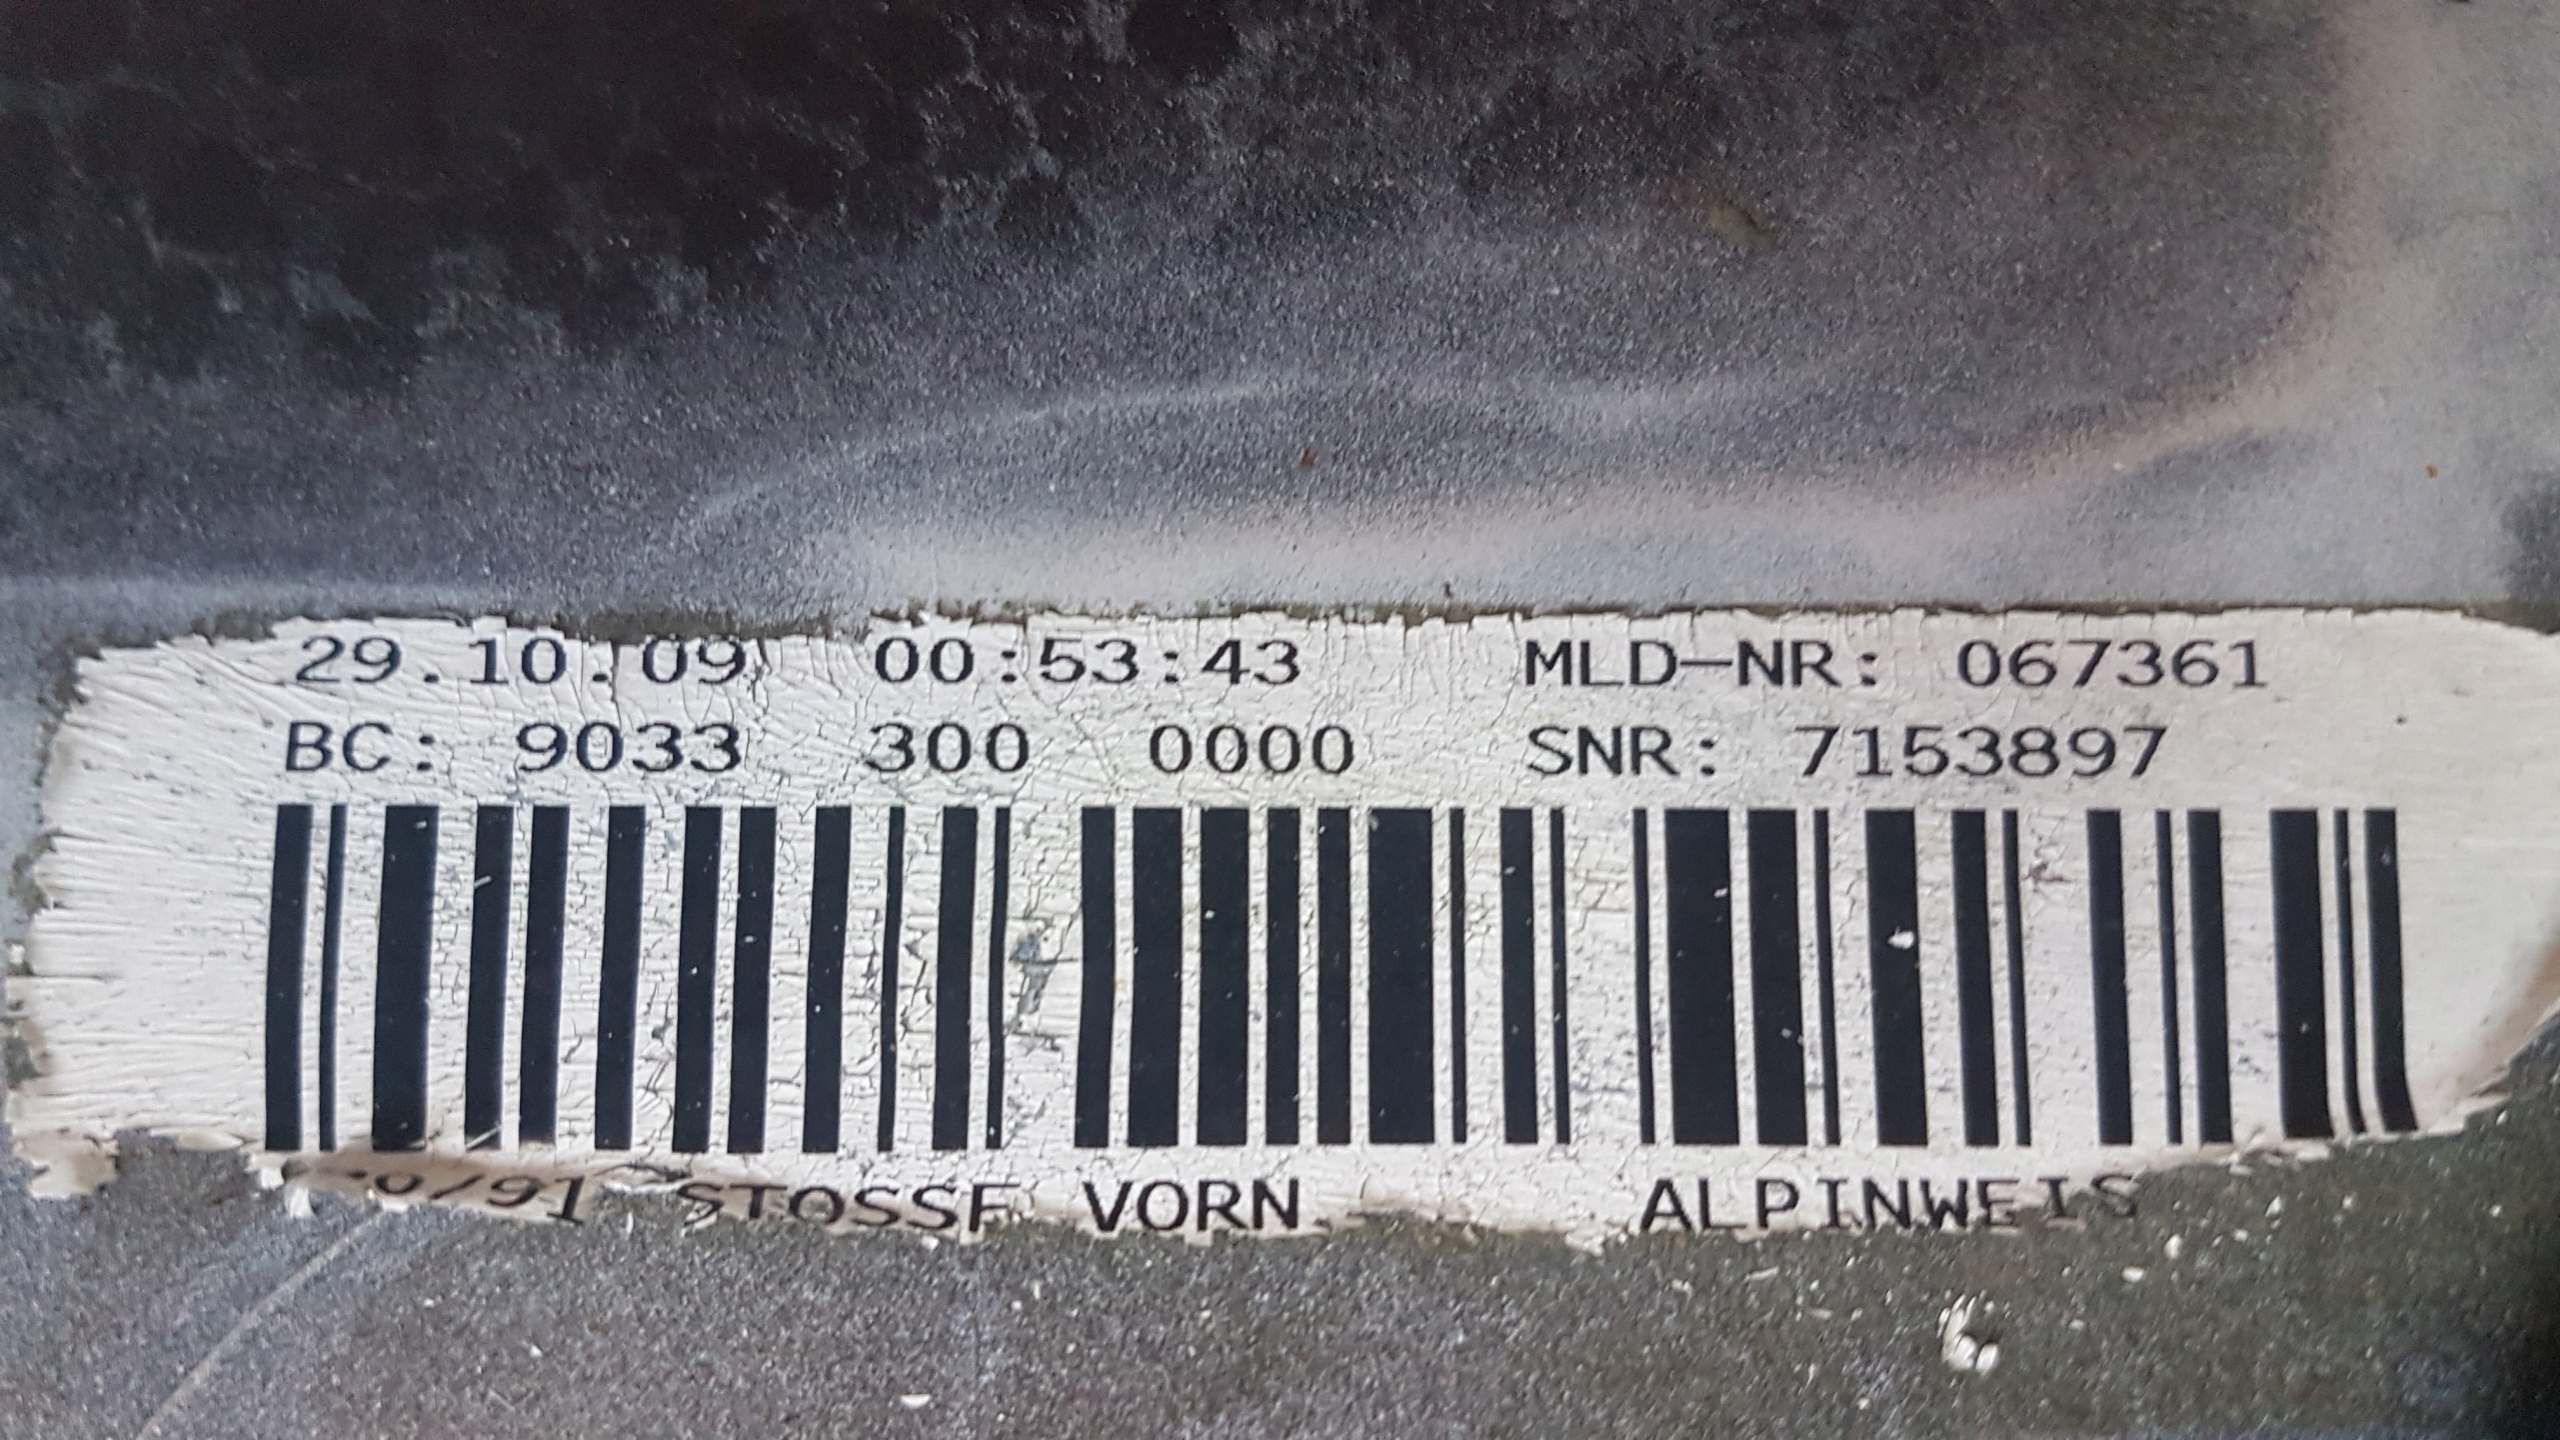 29.10.09 00:53:43 MLD-NR: 067361
BC: 9033 300 0000 SNR: 7153897
STOSSF VORN ALPINWEIS